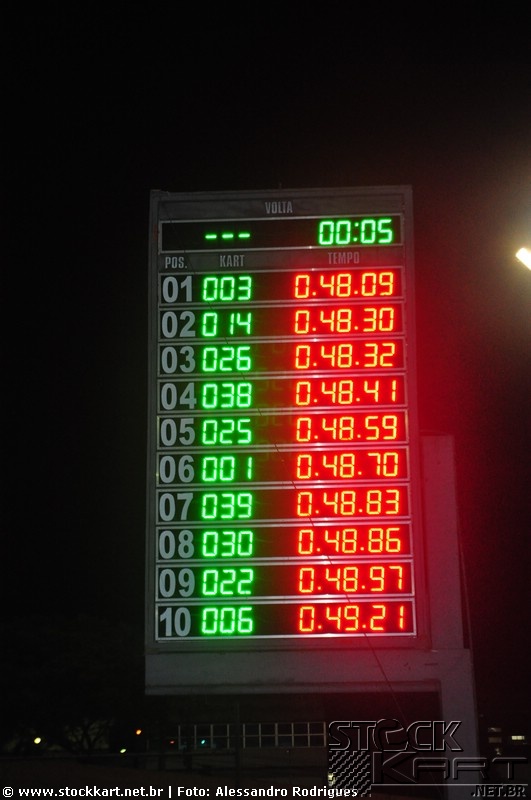 VOLTA
--- 00:05
POS. KART TEMPO
01 003 0.48.09
02 014 0.48.30
03 026 0.48.32
04 038 0.48.41
05 025 0.48.59
06 001 0.48.70
07 039 0.48.83
08 030 0.48.86
09 022 0.48.97
10 006 0.49.21
STOCK
KART
.NET.BR
© www.stockkart.net.br | Foto: Alessandro Rodrigues